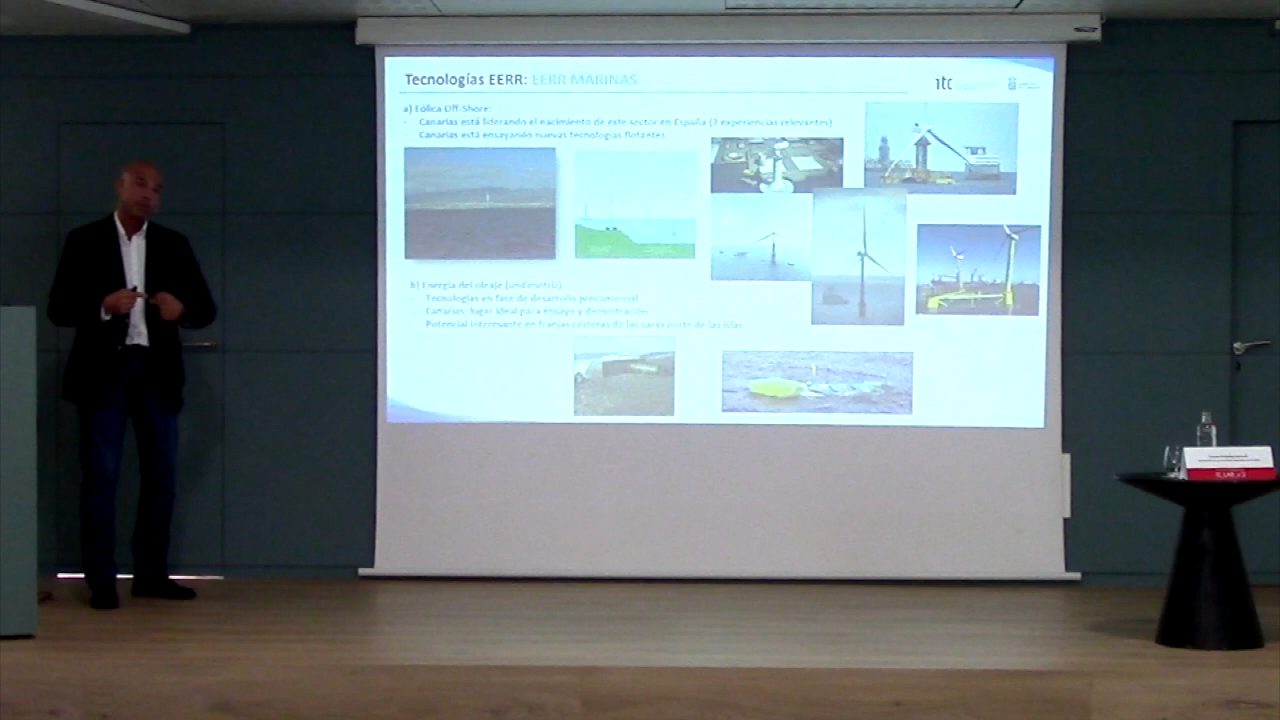 Tecnologías EERR: EERR MARINAS
itc
a) Eólica Off-Shore:
Canarias está liderando el nacimiento de este sector en España (7 experiencias relevantes)
Canarias está ensayando nuevas tecnologías flotantes
b) Energía del oleaje (undimotriz)
Tecnologías en fase de desarrollo precomercial
Canarias: lugar ideal para ensayo y demostración
Potencial interesante en franjas costeras de las caras norte de las islas